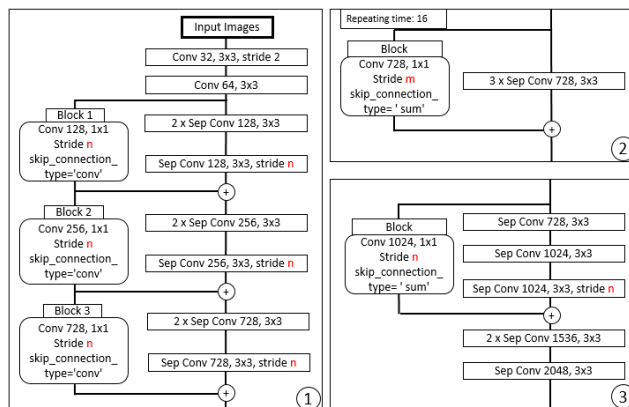 Input Images
Conv 32, 3x3, stride 2
Conv 64, 3x3
Block 1
Conv 128, 1x1
Stride n
skip_connection_
type='conv'
2 x Sep Conv 128, 3x3
Sep Conv 128, 3x3, stride n
+
Block 2
Conv 256, 1x1
Stride n
skip_connection_
type='conv'
2 x Sep Conv 256, 3x3
Sep Conv 256, 3x3, stride n
+
Block 3
Conv 728, 1x1
Stride n
skip_connection_
type='conv'
2 x Sep Conv 728, 3x3
Sep Conv 728, 3x3, stride n
+
1
Repeating time: 16
Block
Conv 728, 1x1
Stride m
skip_connection_
type= ' sum'
3 x Sep Conv 728, 3x3
+
2
Block
Conv 1024, 1x1
Stride n
skip_connection_
type= ' sum'
Sep Conv 728, 3x3
Sep Conv 1024, 3x3
Sep Conv 1024, 3x3, stride n
+
2 x Sep Conv 1536, 3x3
Sep Conv 2048, 3x3
3